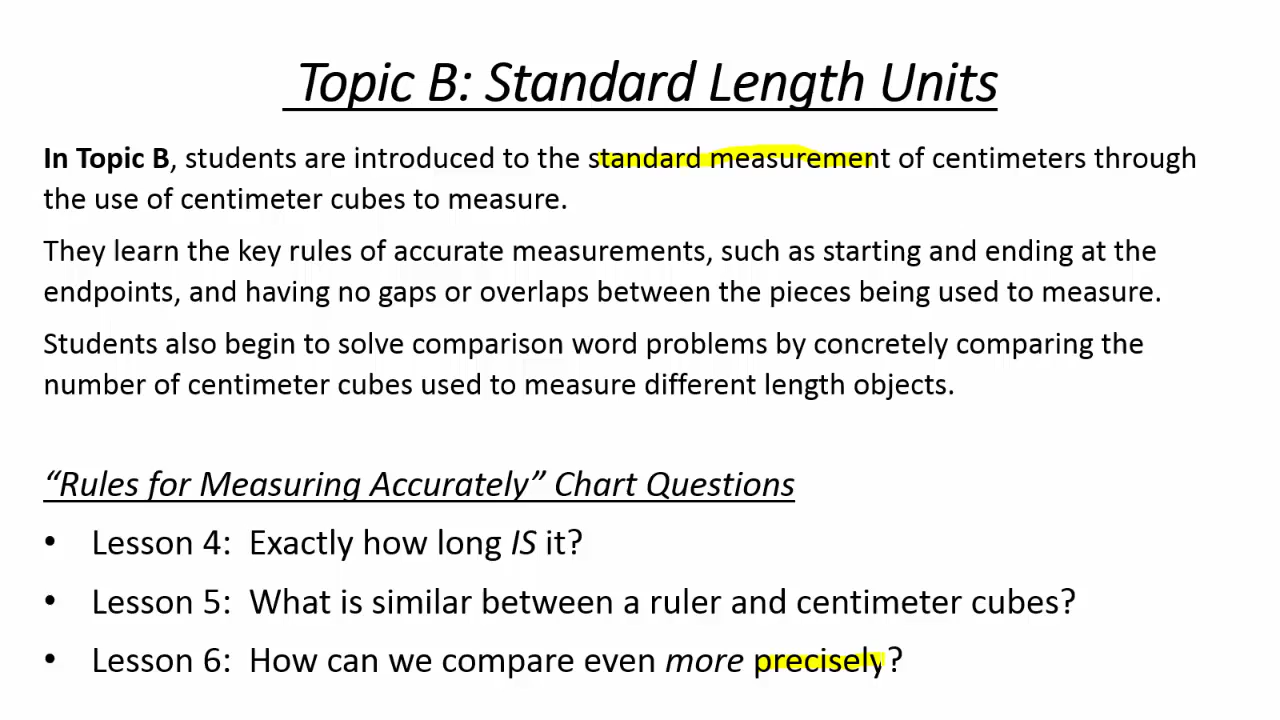 Topic B: Standard Length Units
In Topic B, students are introduced to the standard measurement of centimeters through
the use of centimeter cubes to measure.
They learn the key rules of accurate measurements, such as starting and ending at the
endpoints, and having no gaps or overlaps between the pieces being used to measure.
Students also begin to solve comparison word problems by concretely comparing the
number of centimeter cubes used to measure different length objects.
“Rules for Measuring Accurately” Chart Questions
• Lesson 4: Exactly how long IS it?
• Lesson 5: What is similar between a ruler and centimeter cubes?
• Lesson 6: How can we compare even more precisely?